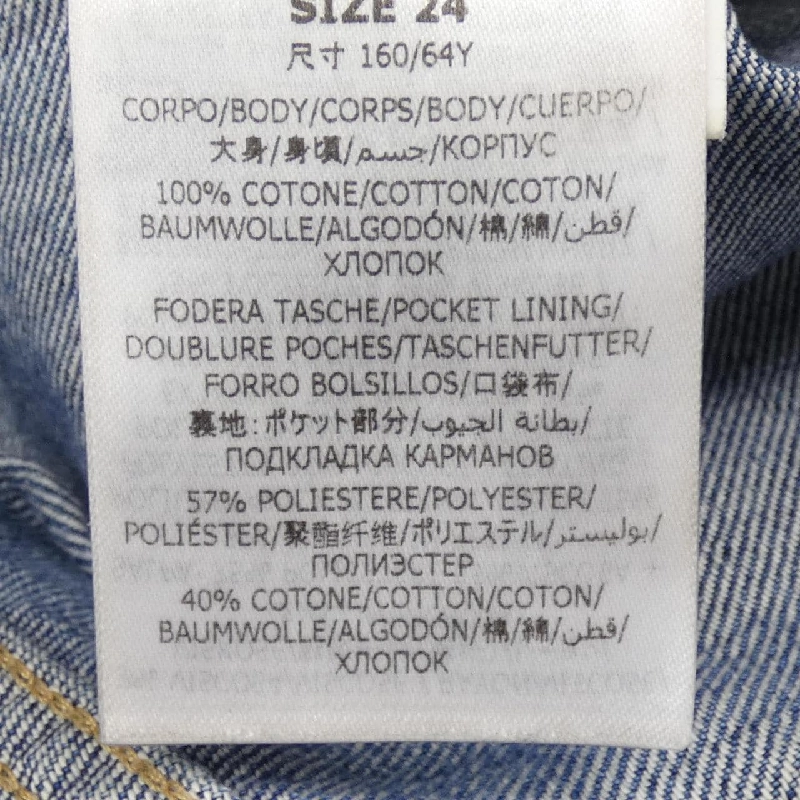 SIZE 24
尺寸 160/64Y
CORPO/BODY/CORPS/BODY/CUERPO/
大身/身頃/جسم/КОРПУС
100% COTONE/COTTON/COTON/
BAUMWOLLE/ALGODÓN/棉/綿/قطن/
ХЛОПОК
FODERA TASCHE/POCKET LINING/
DOUBLURE POCHES/TASCHENFUTTER/
FORRO BOLSILLOS/口袋布/
裏地:ポケット部分/بطانة الجيوب/
ПОДКЛАДКА КАРМАНОВ
57% POLIESTERE/POLYESTER/
POLIÉSTER/聚酯纤维/ポリエステル/بوليستر/
ПОЛИЭСТЕР
40% COTONE/COTTON/COTON/
BAUMWOLLE/ALGODÓN/棉/綿/قطن/
ХЛОПОК